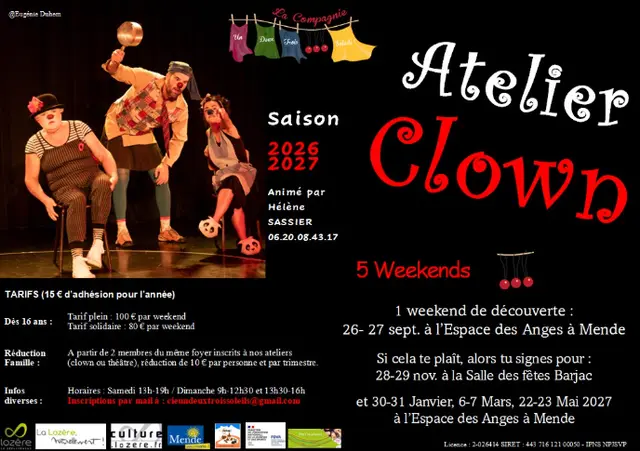 @Eugénie Duhem
La Compagnie
Un Deux Trois Soleils
Atelier
Clown
Saison
2026
2027
Animé par
Hélène
SASSIER
06.20.08.43.17
5 Weekends
1 weekend de découverte :
26- 27 sept. à l'Espace des Anges à Mende
Si cela te plaît, alors tu signes pour :
28-29 nov. à la Salle des fêtes Barjac
et 30-31 Janvier, 6-7 Mars, 22-23 Mai 2027
à l'Espace des Anges à Mende
TARIFS (15 € d'adhésion pour l'année)
Dès 16 ans :
Tarif plein : 100 € par weekend
Tarif solidaire : 80 € par weekend
Réduction
Famille :
A partir de 2 membres du même foyer inscrits à nos ateliers
(clown ou théâtre), réduction de 10 € par personne et par trimestre.
Infos
diverses :
Horaires : Samedi 13h-19h / Dimanche 9h-12h30 et 13h30-16h
Inscriptions par mail à : cieundeuxtroissoleils@gmail.com
lozère
La Lozère, naturellement !
culture
.lozere.fr
Mende
Licence : 2-026414 SIRET : 443 716 121 00050 - IPNS NPJSVP